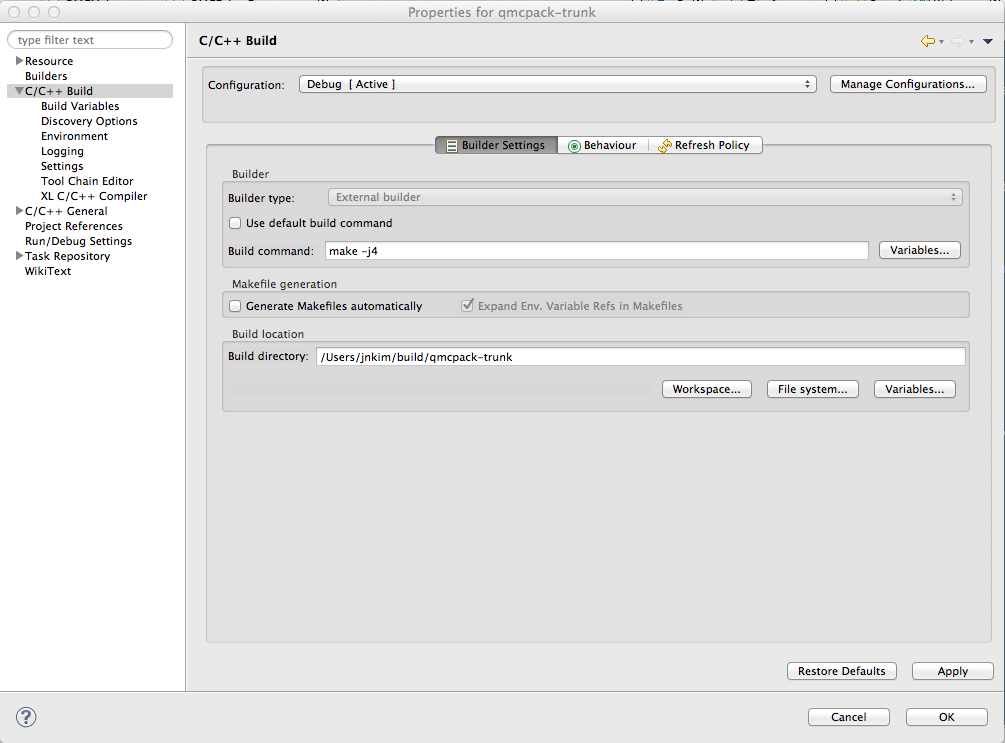 Properties for qmcpack-trunk
type filter text
Resource
Builders
C/C++ Build
Build Variables
Discovery Options
Environment
Logging
Settings
Tool Chain Editor
XL C/C++ Compiler
C/C++ General
Project References
Run/Debug Settings
Task Repository
WikiText
C/C++ Build
Configuration: Debug [ Active ] Manage Configurations...
Builder Settings Behaviour Refresh Policy
Builder
Builder type: External builder
Use default build command
Build command: make -j4 Variables...
Makefile generation
Generate Makefiles automatically Expand Env. Variable Refs in Makefiles
Build location
Build directory: /Users/jnkim/build/qmcpack-trunk
Workspace... File system... Variables...
Restore Defaults Apply
? Cancel OK